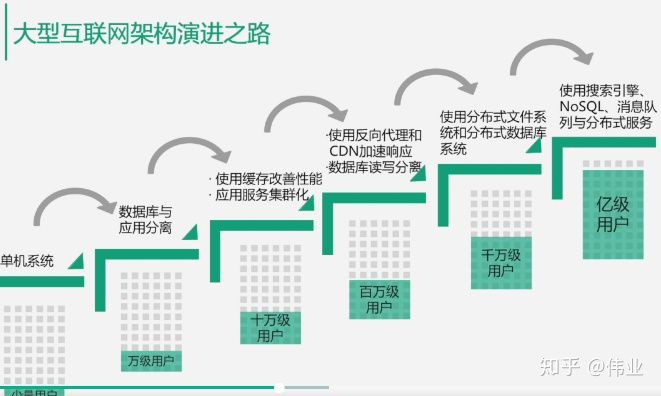 大型互联网架构演进之路
单机系统
少量用户
数据库与
应用分离
万级用户
· 使用缓存改善性能
· 应用服务集群化
十万级
用户
·使用反向代理和
CDN加速响应
·数据库读写分离
百万级
用户
使用分布式文件系
统和分布式数据库
系统
千万级
用户
使用搜索引擎、
NoSQL、消息队
列与分布式服务
亿级
用户
知乎 @伟业